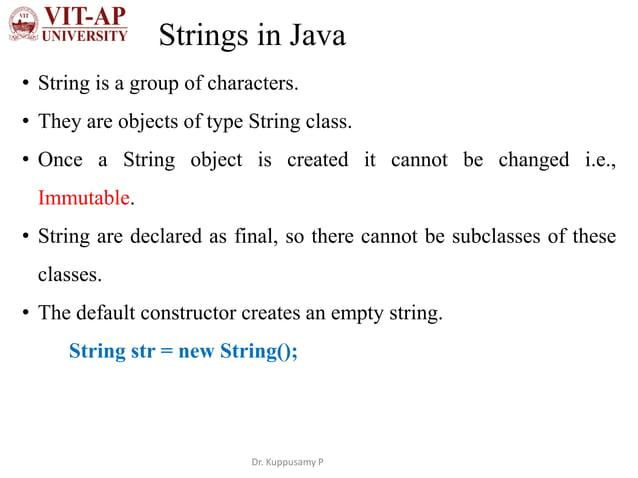 VIT-AP
UNIVERSITY
Strings in Java
• String is a group of characters.
• They are objects of type String class.
• Once a String object is created it cannot be changed i.e.,
Immutable.
• String are declared as final, so there cannot be subclasses of these
classes.
• The default constructor creates an empty string.
String str = new String();
Dr. Kuppusamy P